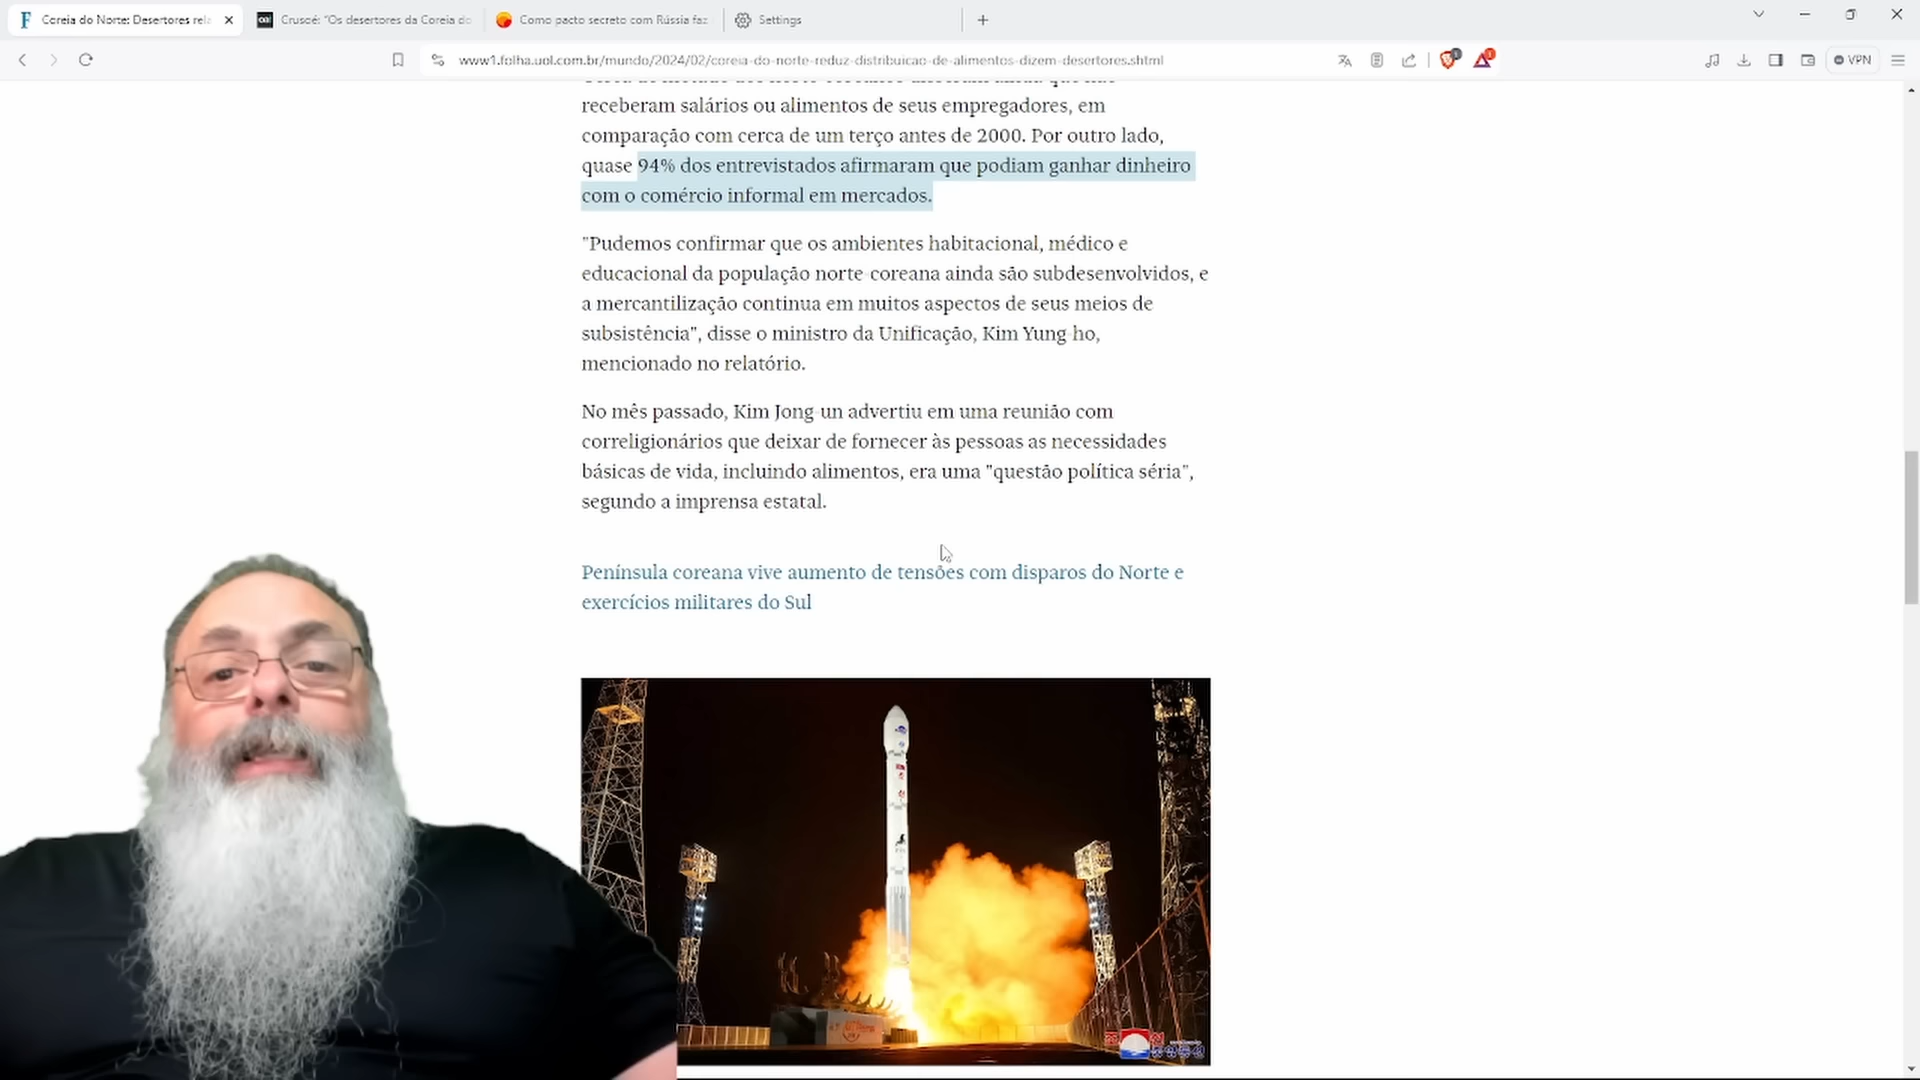 Coreia do Norte: Desertores rela
Crusoé: "Os desertores da Coreia do
Como pacto secreto com Rússia faz
Settings
www1.folha.uol.com.br/mundo/2024/02/coreia-do-norte-reduz-distribuicao-de-alimentos-dizem-desertores.shtml
VPN
receberam salários ou alimentos de seus empregadores, em
comparação com cerca de um terço antes de 2000. Por outro lado,
quase 94% dos entrevistados afirmaram que podiam ganhar dinheiro
com o comércio informal em mercados.
"Pudemos confirmar que os ambientes habitacional, médico e
educacional da população norte-coreana ainda são subdesenvolvidos, e
a mercantilização continua em muitos aspectos de seus meios de
subsistência", disse o ministro da Unificação, Kim Yung-ho,
mencionado no relatório.
No mês passado, Kim Jong-un advertiu em uma reunião com
correligionários que deixar de fornecer às pessoas as necessidades
básicas de vida, incluindo alimentos, era uma "questão política séria",
segundo a imprensa estatal.
Península coreana vive aumento de tensões com disparos do Norte e
exercícios militares do Sul